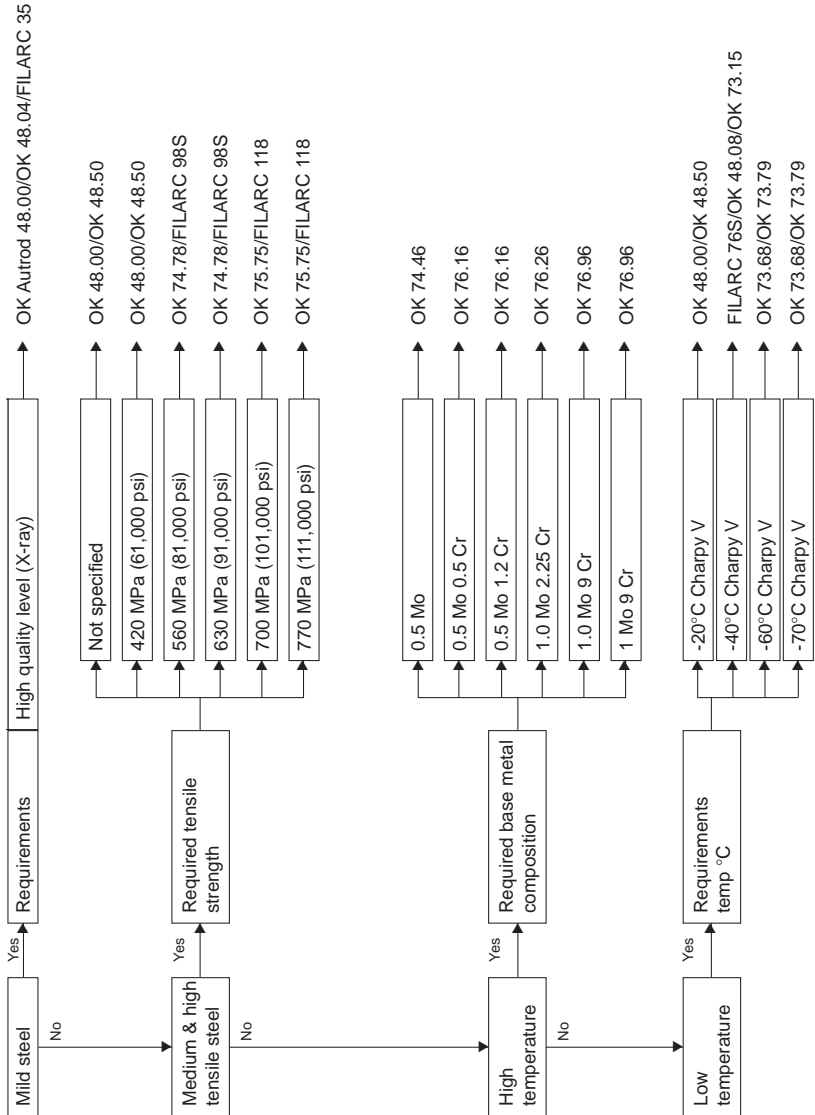 Mild steel
Yes
Requirements
High quality level (X-ray)
OK Autrod 48.00/OK 48.04/FILARC 35
No
Medium & high
tensile steel
Yes
Required tensile
strength
Not specified
OK 48.00/OK 48.50
420 MPa (61,000 psi)
OK 48.00/OK 48.50
560 MPa (81,000 psi)
OK 74.78/FILARC 98S
630 MPa (91,000 psi)
OK 74.78/FILARC 98S
700 MPa (101,000 psi)
OK 75.75/FILARC 118
770 MPa (111,000 psi)
OK 75.75/FILARC 118
No
High
temperature
Yes
Required base metal
composition
0.5 Mo
OK 74.46
0.5 Mo 0.5 Cr
OK 76.16
0.5 Mo 1.2 Cr
OK 76.16
1.0 Mo 2.25 Cr
OK 76.26
1.0 Mo 9 Cr
OK 76.96
1 Mo 9 Cr
OK 76.96
No
Low
temperature
Yes
Requirements
temp °C
-20°C Charpy V
OK 48.00/OK 48.50
-40°C Charpy V
FILARC 76S/OK 48.08/OK 73.15
-60°C Charpy V
OK 73.68/OK 73.79
-70°C Charpy V
OK 73.68/OK 73.79